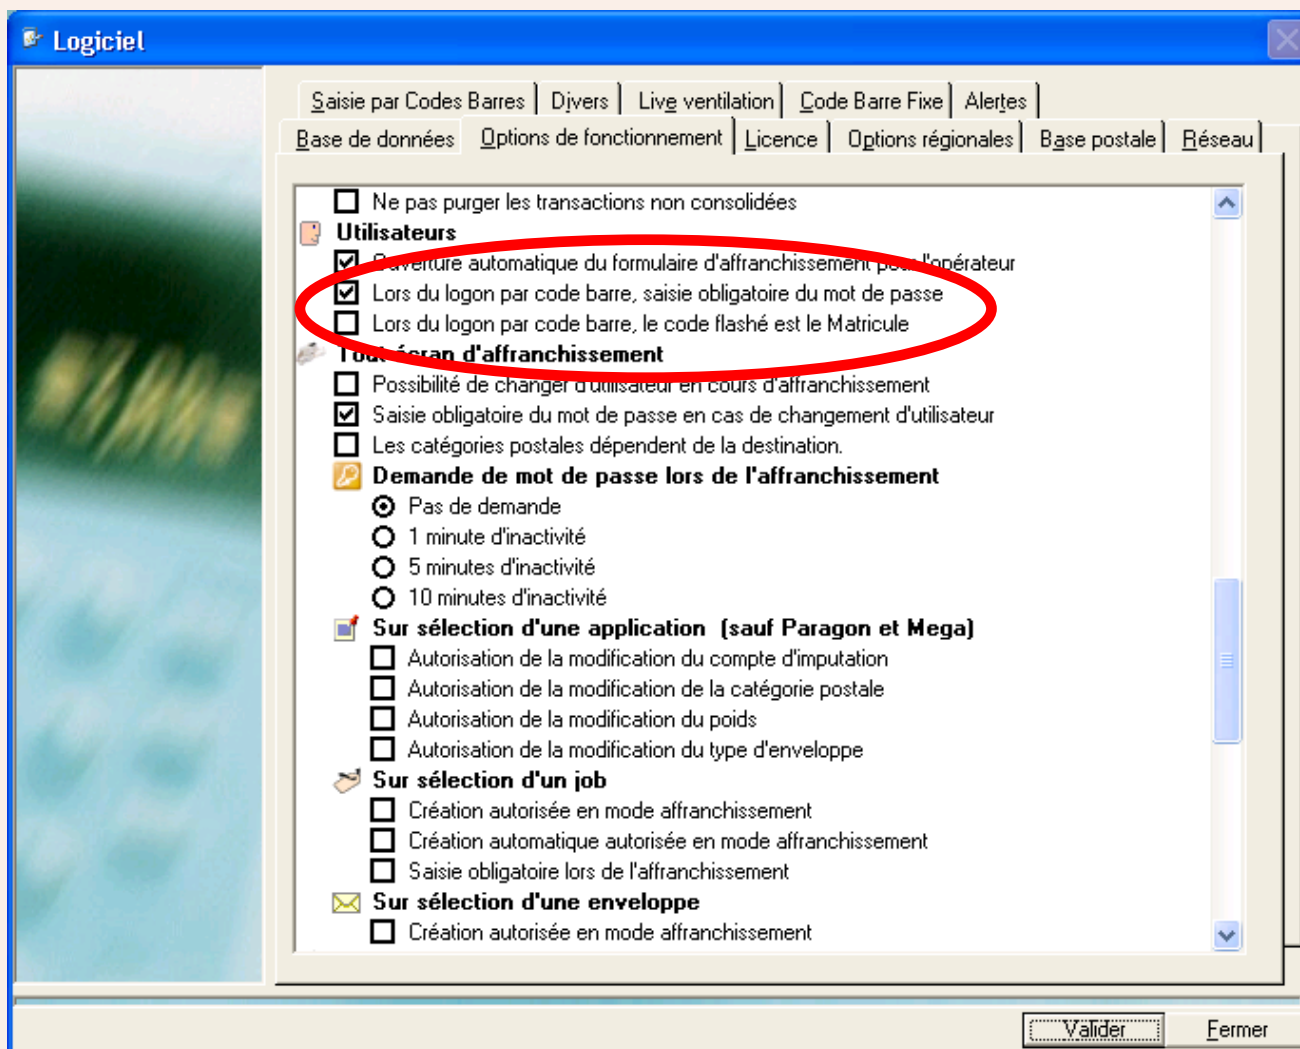 Logiciel
Saisie par Codes Barres Divers Live ventilation Code Barre Fixe Alertes
Base de données Options de fonctionnement Licence Options régionales Base postale Réseau
Ne pas purger les transactions non consolidées
Utilisateurs
Ouverture automatique du formulaire d'affranchissement pour l'opérateur
Lors du logon par code barre, saisie obligatoire du mot de passe
Lors du logon par code barre, le code flashé est le Matricule
Tout écran d'affranchissement
Possibilité de changer d'utilisateur en cours d'affranchissement
Saisie obligatoire du mot de passe en cas de changement d'utilisateur
Les catégories postales dépendent de la destination.
Demande de mot de passe lors de l'affranchissement
Pas de demande
1 minute d'inactivité
5 minutes d'inactivité
10 minutes d'inactivité
Sur sélection d'une application (sauf Paragon et Mega)
Autorisation de la modification du compte d'imputation
Autorisation de la modification de la catégorie postale
Autorisation de la modification du poids
Autorisation de la modification du type d'enveloppe
Sur sélection d'un job
Création autorisée en mode affranchissement
Création automatique autorisée en mode affranchissement
Saisie obligatoire lors de l'affranchissement
Sur sélection d'une enveloppe
Création autorisée en mode affranchissement
Valider Fermer